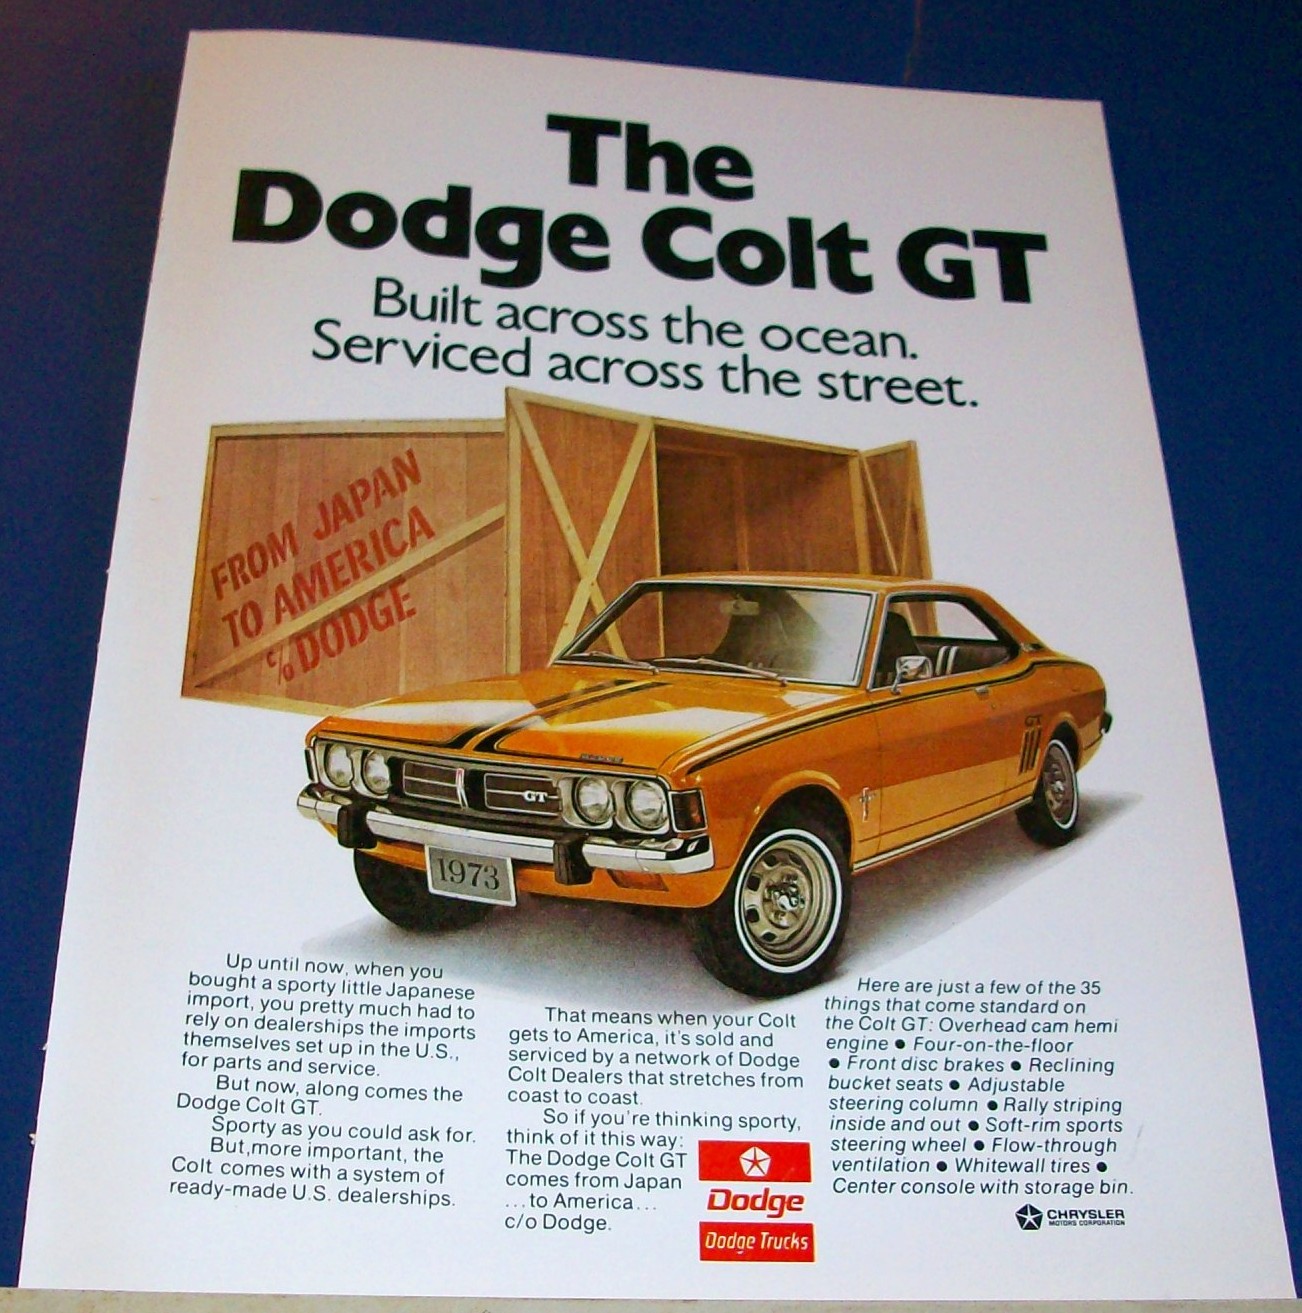 The
Dodge Colt GT
Built across the ocean.
Serviced across the street.
FROM JAPAN
TO AMERICA
c/o DODGE
GT
GT
1973
Up until now, when you
bought a sporty little Japanese
import, you pretty much had to
rely on dealerships the imports
themselves set up in the U.S.,
for parts and service.
But now, along comes the
Dodge Colt GT.
Sporty as you could ask for.
But, more important, the
Colt comes with a system of
ready-made U.S. dealerships.
That means when your Colt
gets to America, it's sold and
serviced by a network of Dodge
Colt Dealers that stretches from
coast to coast.
So if you're thinking sporty,
think of it this way:
The Dodge Colt GT
comes from Japan
...to America...
c/o Dodge.
Dodge
Dodge Trucks
Here are just a few of the 35
things that come standard on
the Colt GT: Overhead cam hemi
engine ● Four-on-the-floor
● Front disc brakes ● Reclining
bucket seats ● Adjustable
steering column ● Rally striping
inside and out ● Soft-rim sports
steering wheel ● Flow-through
ventilation ● Whitewall tires ●
Center console with storage bin.
CHRYSLER
MOTORS CORPORATION